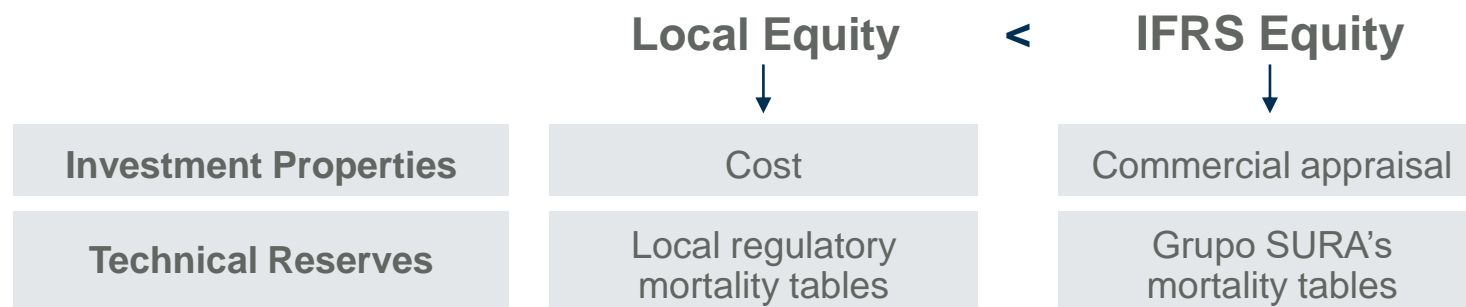 Local Equity < IFRS Equity
Investment Properties Cost Commercial appraisal
Technical Reserves
Local regulatory
mortality tables
Grupo SURA's
mortality tables